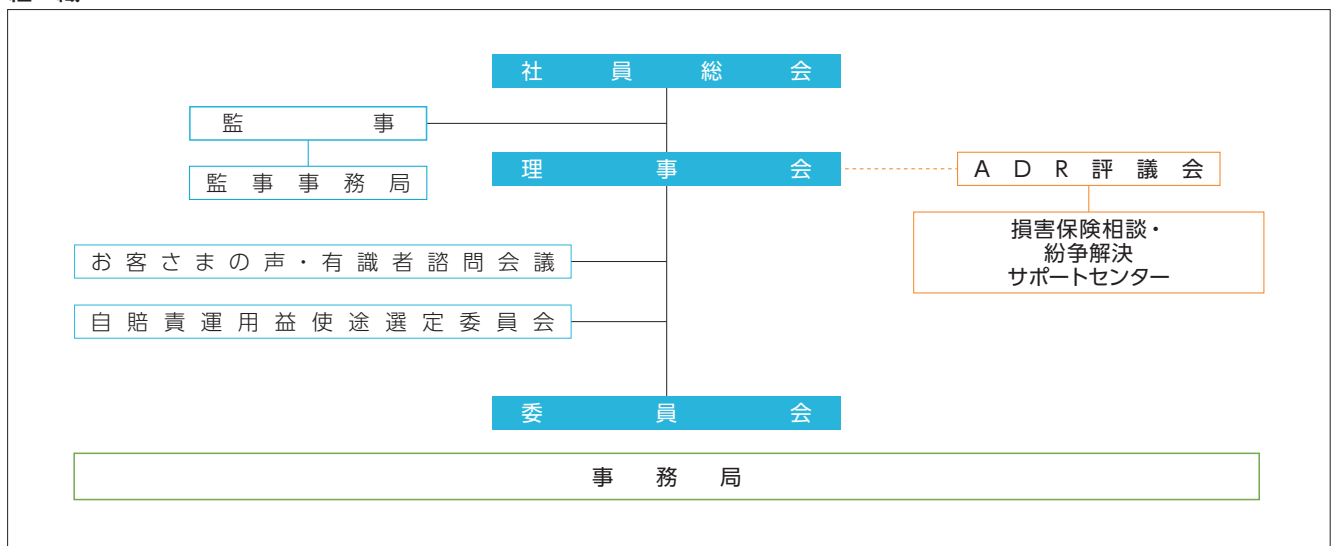 社員総会
監事
理事会
ADR評議会
監事事務局
損害保険相談・
紛争解決
サポートセンター
お客さまの声・有識者諮問会議
自賠責運用益使途選定委員会
委員会
事務局